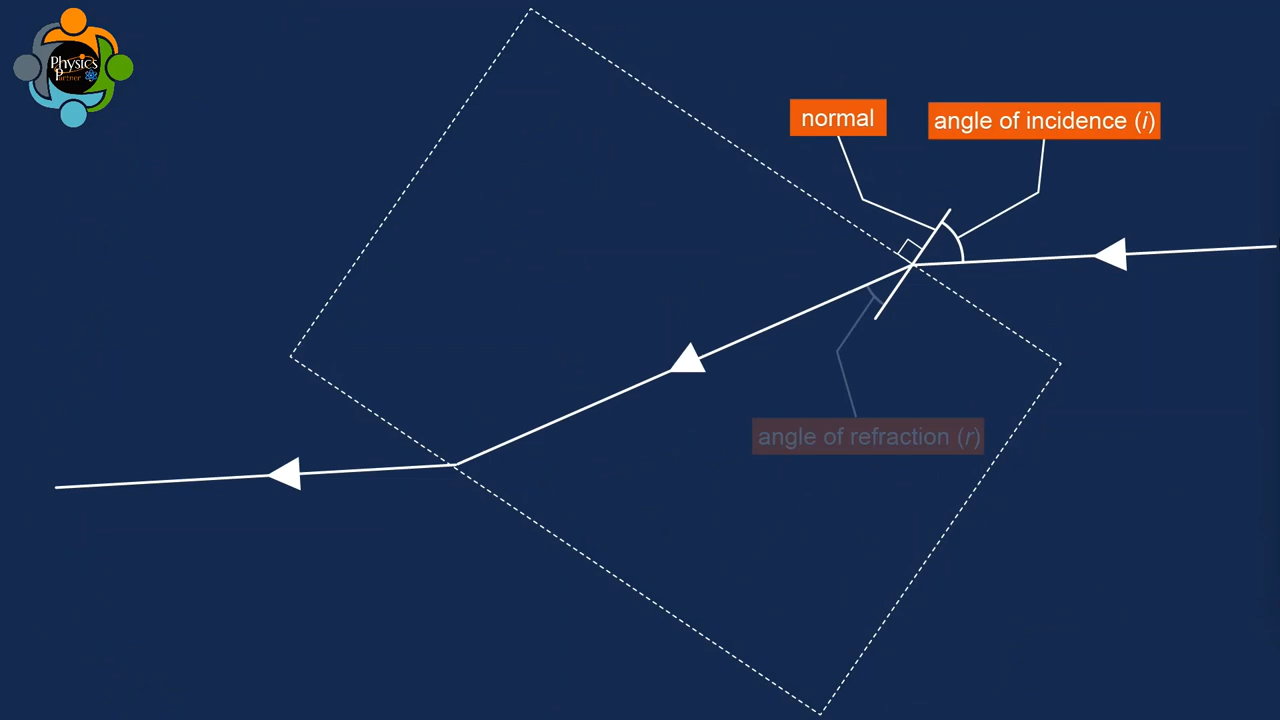 Physics
Partner
normal
angle of incidence (i)
angle of refraction (r)